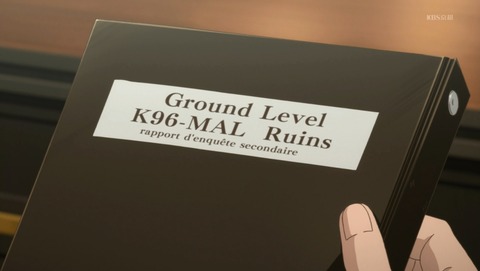 Ground Level
K96-MAL Ruins
rapport d'enquête secondaire